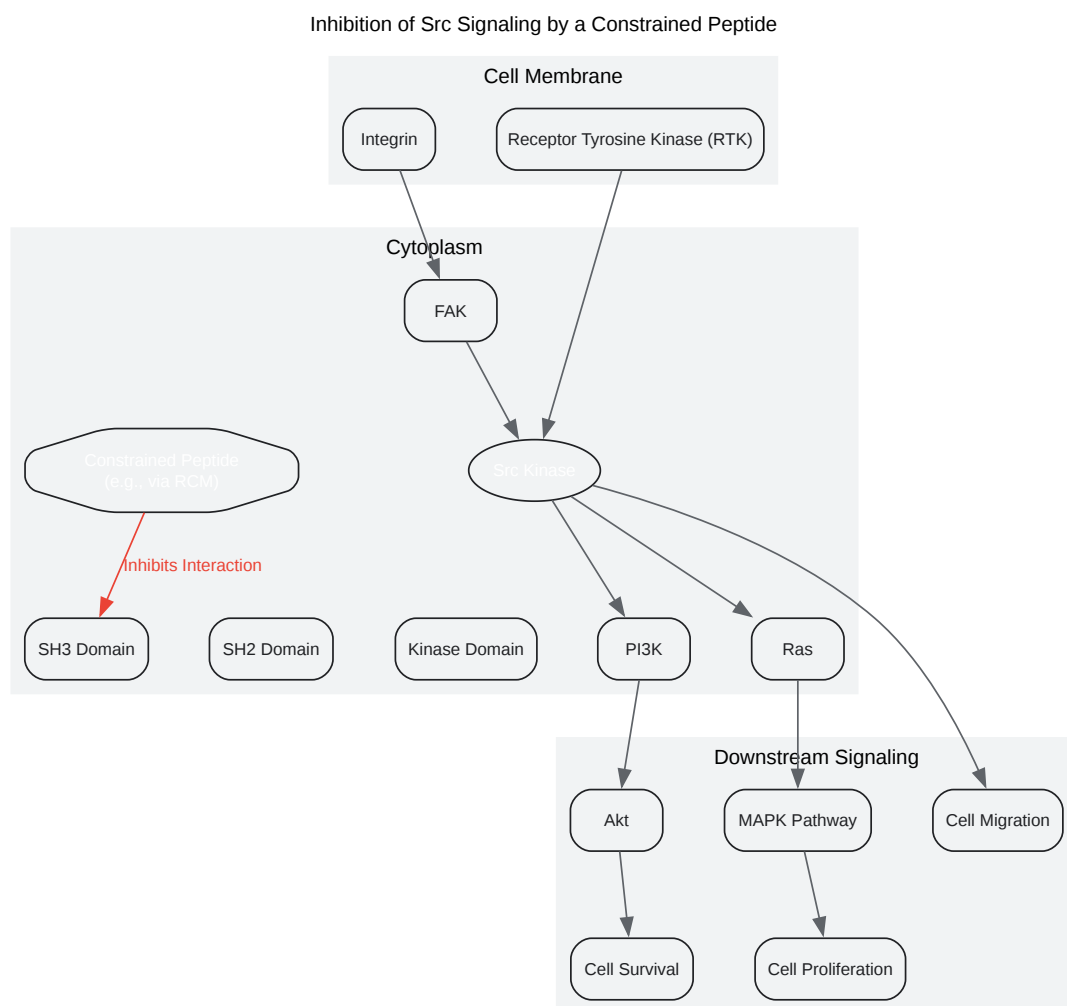 Inhibition of Src Signaling by a Constrained Peptide
Cell Membrane
Integrin
Receptor Tyrosine Kinase (RTK)
Cytoplasm
FAK
Constrained Peptide
(e.g., via RCM)
Src Kinase
Inhibits Interaction
SH3 Domain
SH2 Domain
Kinase Domain
PI3K
Ras
Downstream Signaling
Akt
MAPK Pathway
Cell Migration
Cell Survival
Cell Proliferation